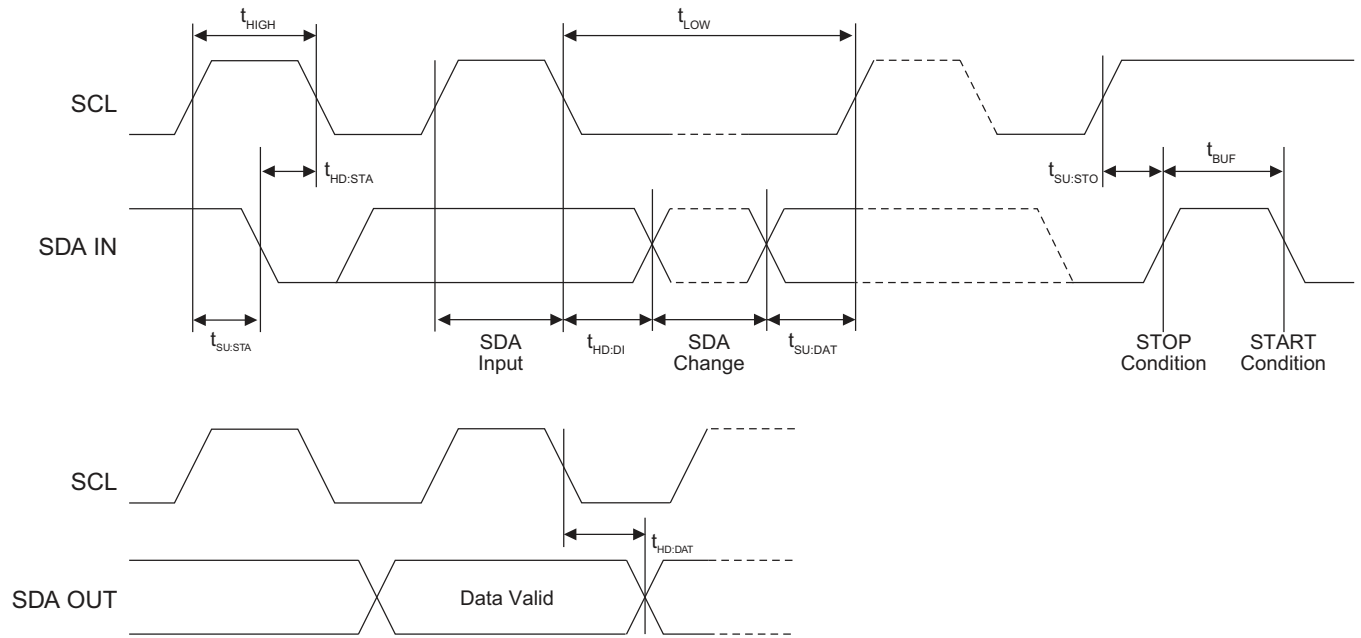 tHIGH
tLOW
SCL
tHD:STA
tSU:STO
tBUF
SDA IN
tSU:STA
SDA
Input
tHD:DI
SDA
Change
tSU:DAT
STOP
Condition
START
Condition
SCL
tHD:DAT
SDA OUT
Data Valid